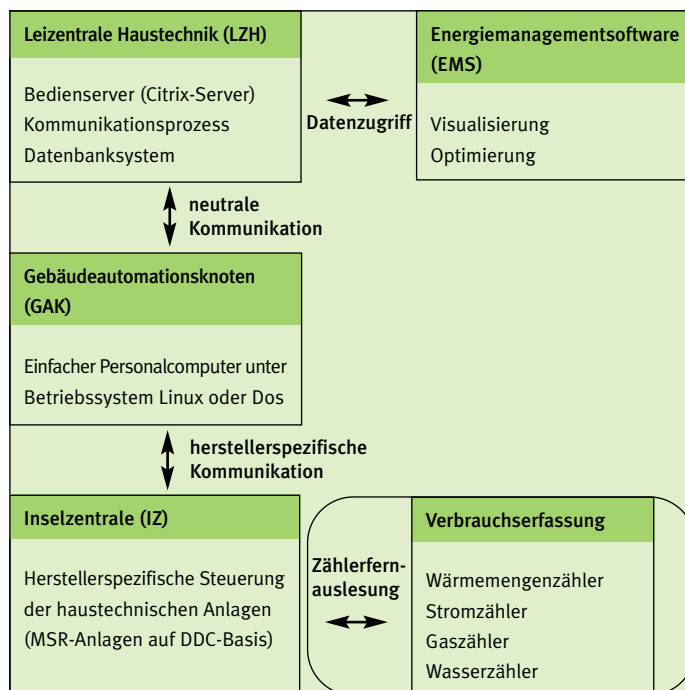 Leizentrale Haustechnik (LZH)
Bedienserver (Citrix-Server)
Kommunikationsprozess
Datenbanksystem
Datenzugriff
Energiemanagementsoftware
(EMS)
Visualisierung
Optimierung
neutrale
Kommunikation
Gebäudeautomationsknoten
(GAK)
Einfacher Personalcomputer unter
Betriebssystem Linux oder Dos
herstellerspezifische
Kommunikation
Inselzentrale (IZ)
Herstellerspezifische Steuerung
der haustechnischen Anlagen
(MSR-Anlagen auf DDC-Basis)
Zählerfern-
auslesung
Verbrauchserfassung
Wärmemengenzähler
Stromzähler
Gaszähler
Wasserzähler